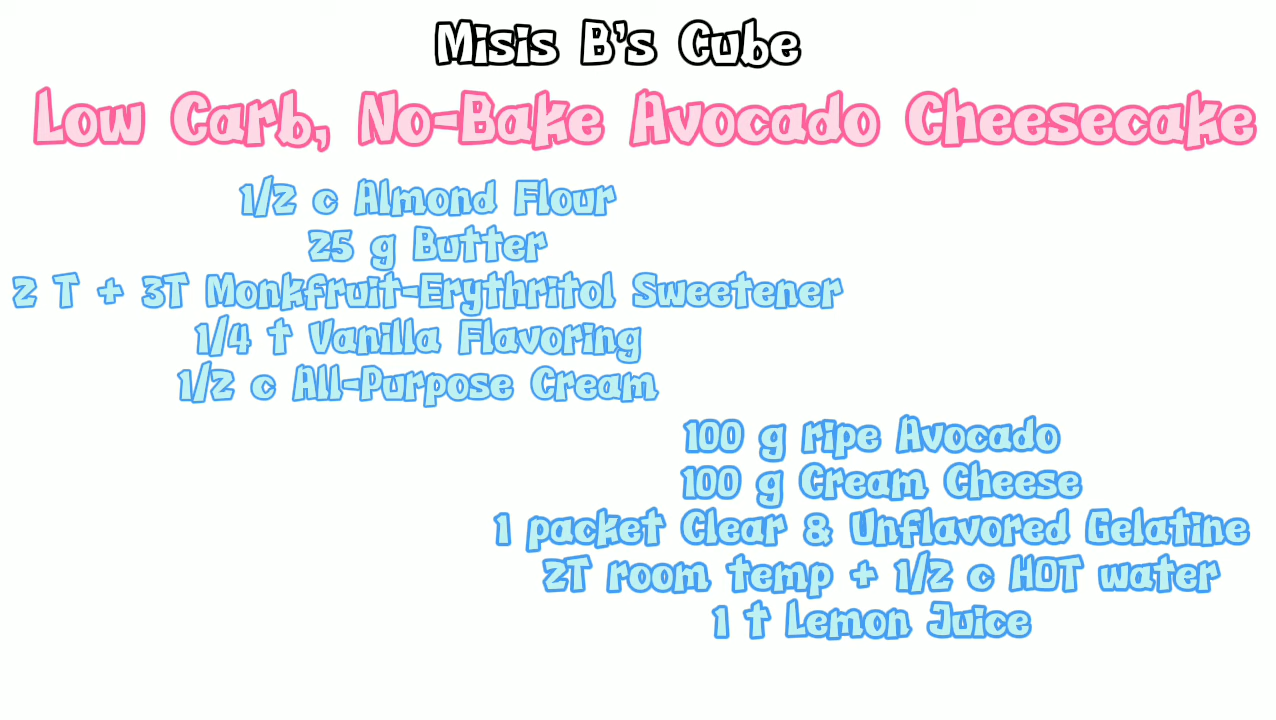 Misis B's Cube
Low Carb, No-Bake Avocado Cheesecake
1/2 c Almond Flour
25 g Butter
2 T + 3T Monkfruit-Erythritol Sweetener
1/4 t Vanilla Flavoring
1/2 c All-Purpose Cream
100 g ripe Avocado
100 g Cream Cheese
1 packet Clear & Unflavored Gelatine
2T room temp + 1/2 c HOT water
1 t Lemon Juice